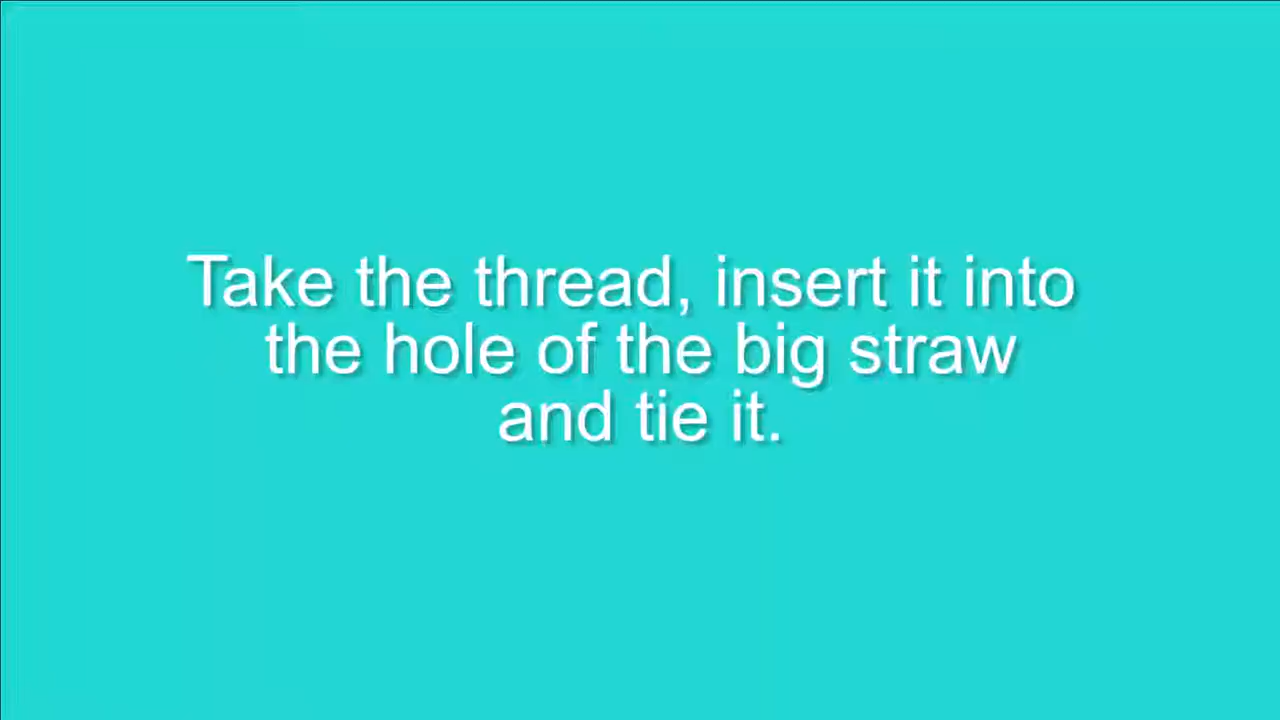 Take the thread, insert it into
the hole of the big straw
and tie it.